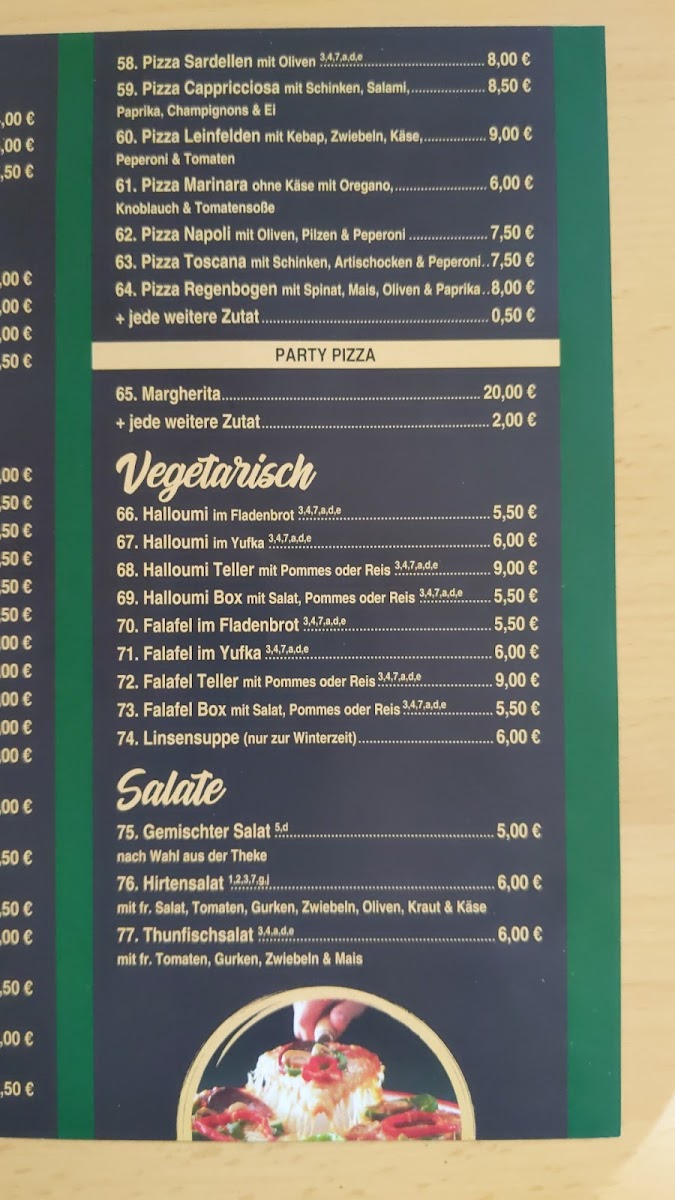 58. Pizza Sardellen mit Oliven 3,4,7,a,d,e 8,00 €
59. Pizza Cappricciosa mit Schinken, Salami, 8,50 €
Paprika, Champignons & Ei
60. Pizza Leinfelden mit Kebap, Zwiebeln, Käse, 9,00 €
Peperoni & Tomaten
61. Pizza Marinara ohne Käse mit Oregano, 6,00 €
Knoblauch & Tomatensoße
62. Pizza Napoli mit Oliven, Pilzen & Peperoni 7,50 €
63. Pizza Toscana mit Schinken, Artischocken & Peperoni 7,50 €
64. Pizza Regenbogen mit Spinat, Mais, Oliven & Paprika 8,00 €
+ jede weitere Zutat 0,50 €
PARTY PIZZA
65. Margherita 20,00 €
+ jede weitere Zutat 2,00 €
Vegetarisch
66. Halloumi im Fladenbrot 3,4,7,a,d,e 5,50 €
67. Halloumi im Yufka 3,4,7,a,d,e 6,00 €
68. Halloumi Teller mit Pommes oder Reis 3,4,7,a,d,e 9,00 €
69. Halloumi Box mit Salat, Pommes oder Reis 3,4,7,a,d,e 5,50 €
70. Falafel im Fladenbrot 3,4,7,a,d,e 5,50 €
71. Falafel im Yufka 3,4,7,a,d,e 6,00 €
72. Falafel Teller mit Pommes oder Reis 3,4,7,a,d,e 9,00 €
73. Falafel Box mit Salat, Pommes oder Reis 3,4,7,a,d,e 5,50 €
74. Linsensuppe (nur zur Winterzeit) 6,00 €
Salate
75. Gemischter Salat 5,d 5,00 €
nach Wahl aus der Theke
76. Hirtensalat 1,2,3,7,g,j 6,00 €
mit fr. Salat, Tomaten, Gurken, Zwiebeln, Oliven, Kraut & Käse
77. Thunfischsalat 3,4,a,d,e 6,00 €
mit fr. Tomaten, Gurken, Zwiebeln & Mais